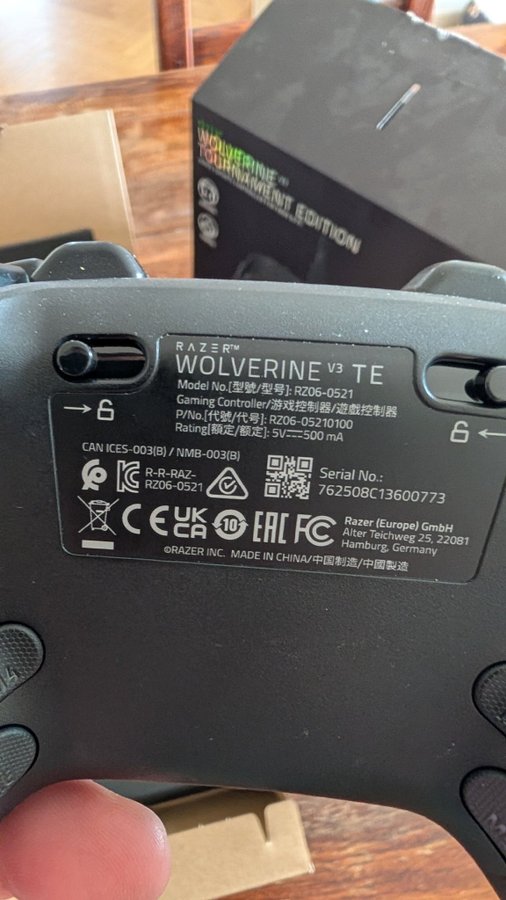 WOLVERINE V3
TOURNAMENT EDITION
RAZER™
WOLVERINE V3 TE
Model No.[型號/型号]: RZ06-0521
Gaming Controller/游戏控制器/遊戲控制器
P/No.[代號/代号]: RZ06-05210100
Rating[額定/额定]: 5V⎓500 mA
CAN ICES-003(B) / NMB-003(B)
R-R-RAZ-
RZ06-0521
Serial No.:
762508C13600773
CE UK CA 10 EAC FC
Razer (Europe) GmbH
Alter Teichweg 25, 22081
Hamburg, Germany
©RAZER INC. MADE IN CHINA/中国制造/中國製造